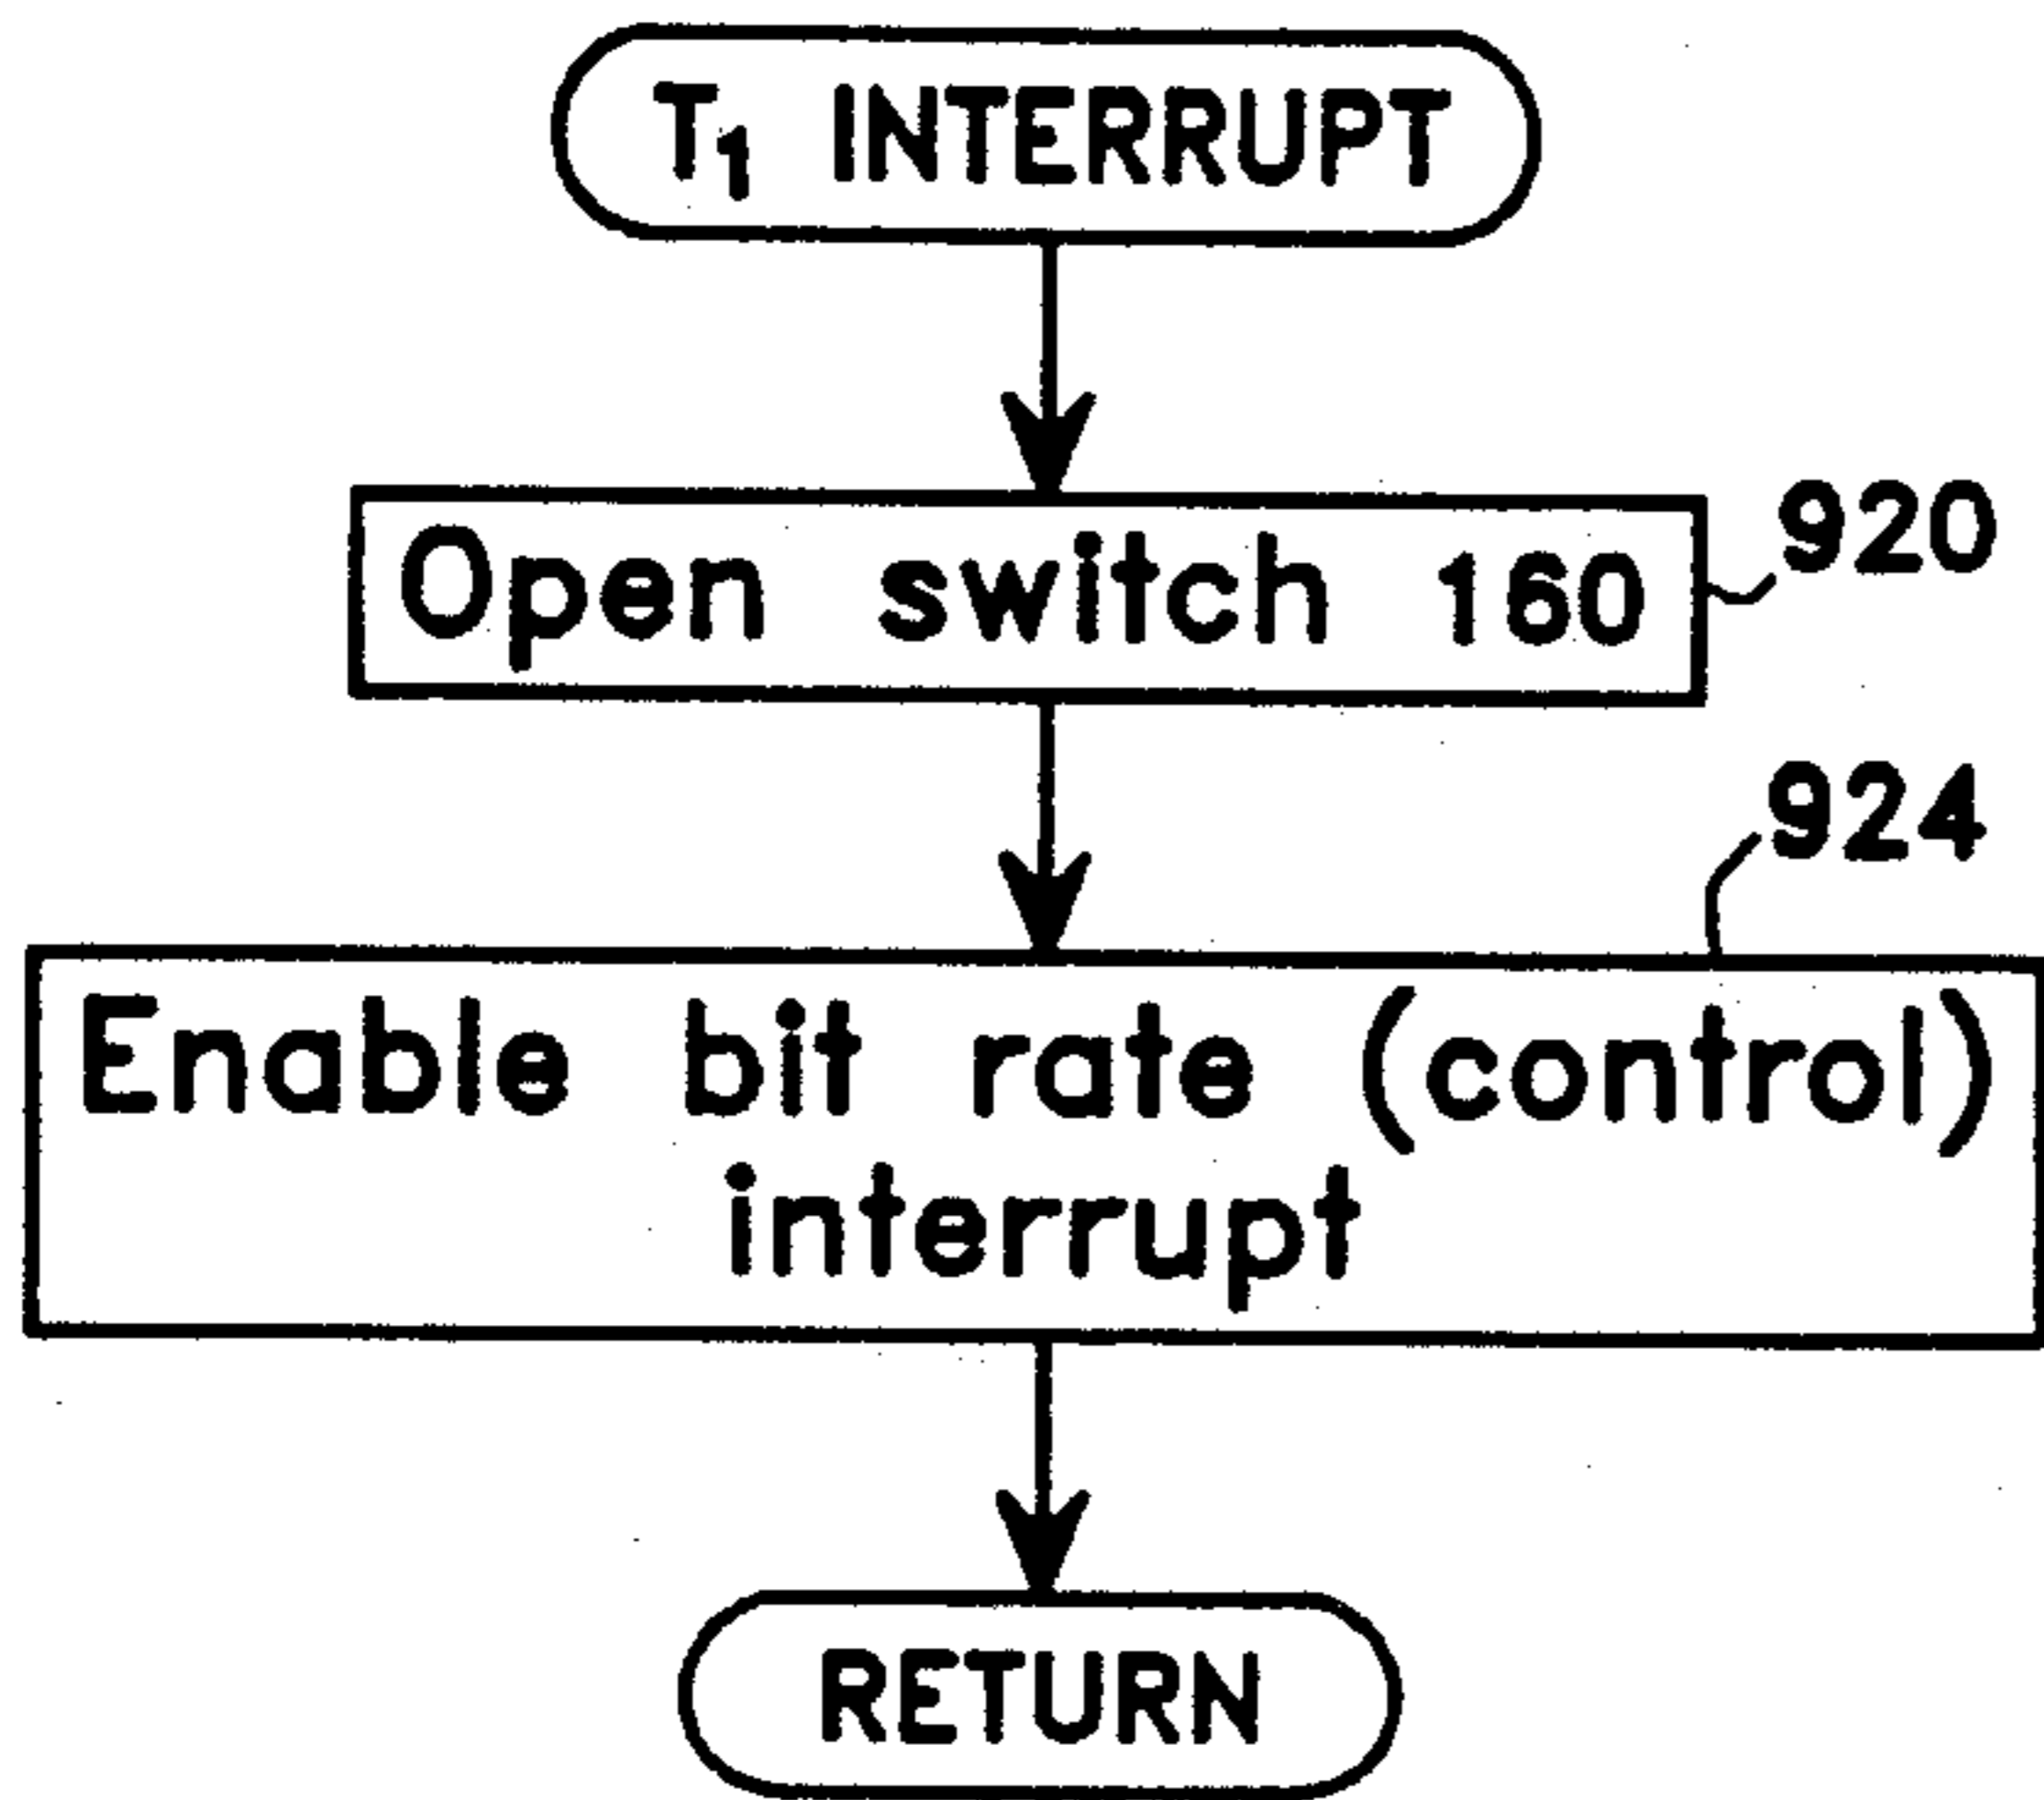 T₁ INTERRUPT
Open switch 160
920
924
Enable bit rate (control)
interrupt
RETURN